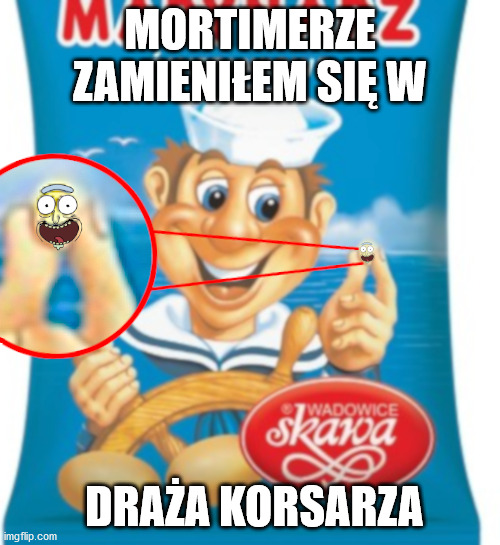 MORTIMERZE
ZAMIENIŁEM SIĘ W
® WADOWICE
skawa
DRAŻA KORSARZA
imgflip.com